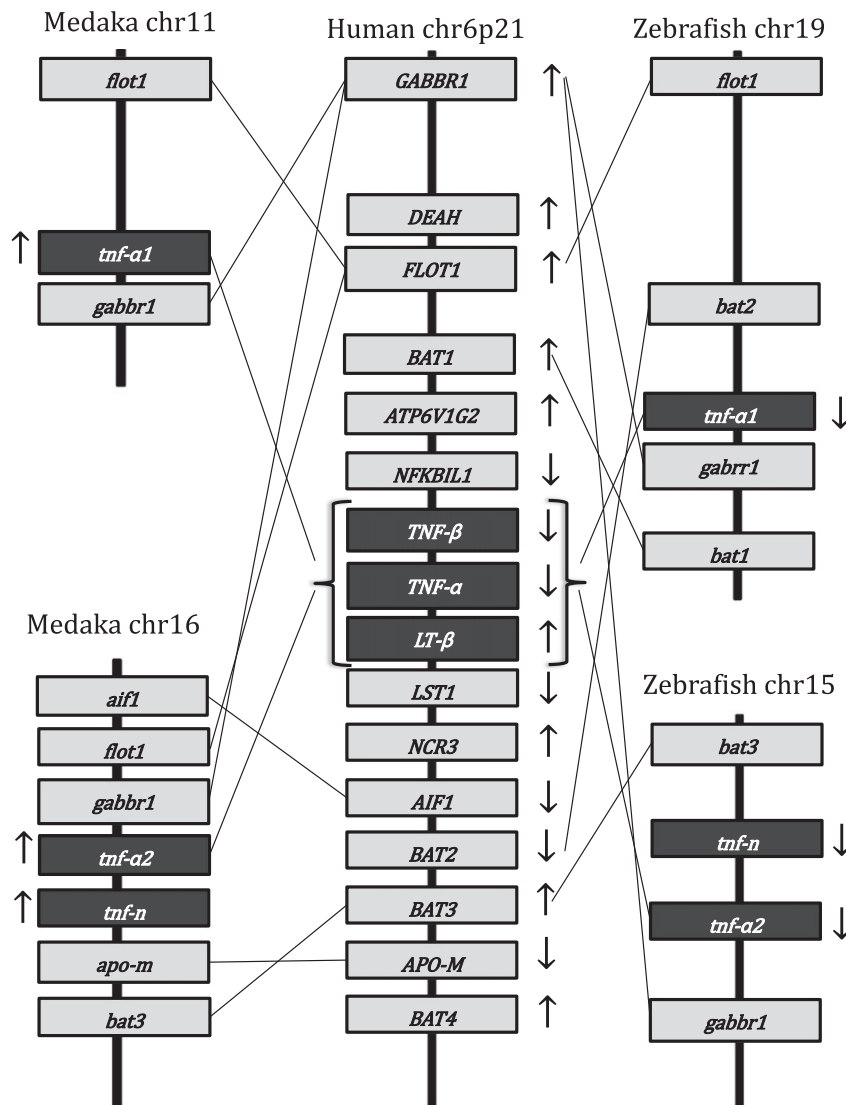 Medaka chr11
flot1
↑
tnf-α1
gabbr1
Medaka chr16
aif1
flot1
gabbr1
↑
tnf-α2
↑
tnf-n
apo-m
bat3
Human chr6p21
GABBR1 ↑
DEAH ↑
FLOT1 ↑
BAT1 ↑
ATP6V1G2 ↑
NFKBIL1 ↓
TNF-β ↓
TNF-α ↓
LT-β ↑
LST1 ↓
NCR3 ↑
AIF1 ↓
BAT2 ↓
BAT3 ↑
APO-M ↓
BAT4 ↑
Zebrafish chr19
flot1
bat2
tnf-α1 ↓
gabrr1
bat1
Zebrafish chr15
bat3
tnf-n ↓
tnf-α2 ↓
gabbr1